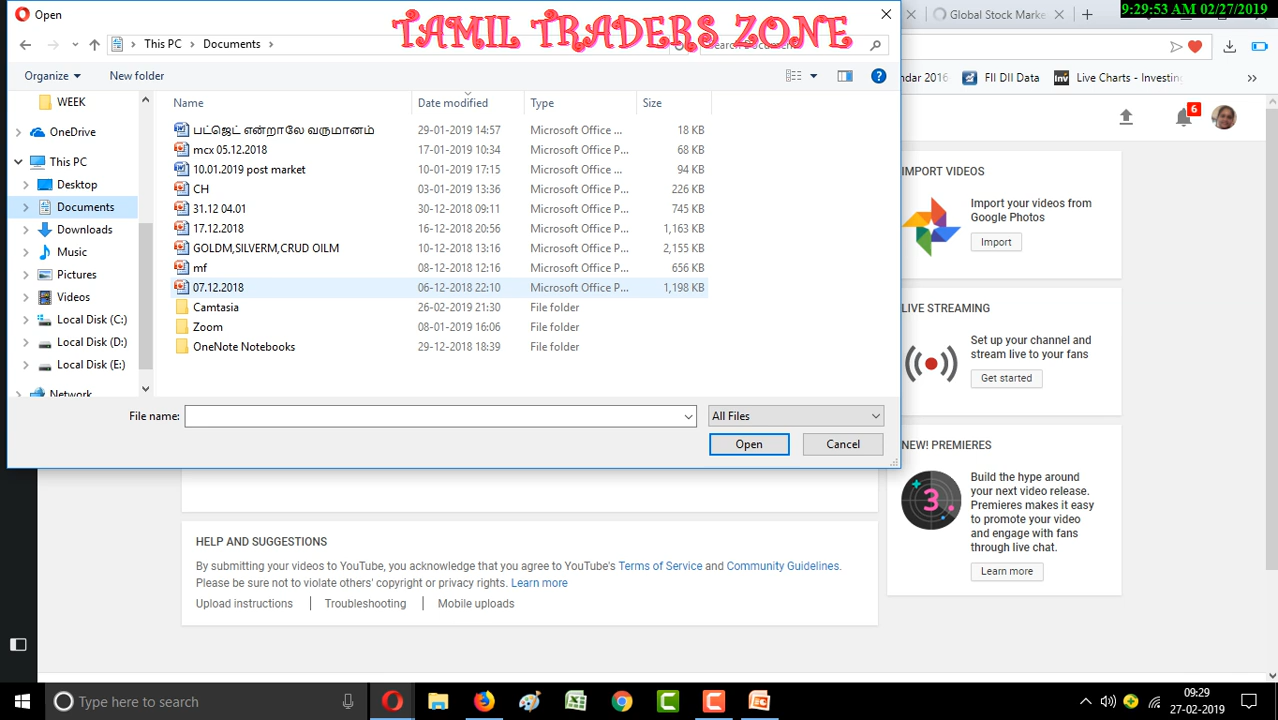 Open
TAMIL TRADERS ZONE
9:29:53 AM 02/27/2019
Global Stock Marke
This PC
Documents
Organize
New folder
ndar 2016
FII DII Data
Inv
Live Charts - Investing
Name
Date modified
Type
Size
WEEK
OneDrive
This PC
Desktop
Documents
Downloads
Music
Pictures
Videos
Local Disk (C:)
Local Disk (D:)
Local Disk (E:)
Network
பட்ஜெட் என்றாலே வருமானம் 29-01-2019 14:57 Microsoft Office ... 18 KB
mcx 05.12.2018 17-01-2019 10:34 Microsoft Office P... 68 KB
10.01.2019 post market 10-01-2019 17:15 Microsoft Office ... 94 KB
CH 03-01-2019 13:36 Microsoft Office P... 226 KB
31.12 04.01 30-12-2018 09:11 Microsoft Office P... 745 KB
17.12.2018 16-12-2018 20:56 Microsoft Office P... 1,163 KB
GOLDM,SILVERM,CRUD OILM 10-12-2018 13:16 Microsoft Office P... 2,155 KB
mf 08-12-2018 12:16 Microsoft Office P... 656 KB
07.12.2018 06-12-2018 22:10 Microsoft Office P... 1,198 KB
Camtasia 26-02-2019 21:30 File folder
Zoom 08-01-2019 16:06 File folder
OneNote Notebooks 29-12-2018 18:39 File folder
File name:
All Files
Open
Cancel
6
IMPORT VIDEOS
Import your videos from
Google Photos
Import
LIVE STREAMING
Set up your channel and
stream live to your fans
Get started
NEW! PREMIERES
3
Build the hype around
your next video release.
Premieres makes it easy
to promote your video
and engage with fans
through live chat.
Learn more
HELP AND SUGGESTIONS
By submitting your videos to YouTube, you acknowledge that you agree to YouTube's Terms of Service and Community Guidelines.
Please be sure not to violate others' copyright or privacy rights. Learn more
Upload instructions
Troubleshooting
Mobile uploads
Type here to search
09:29
27-02-2019